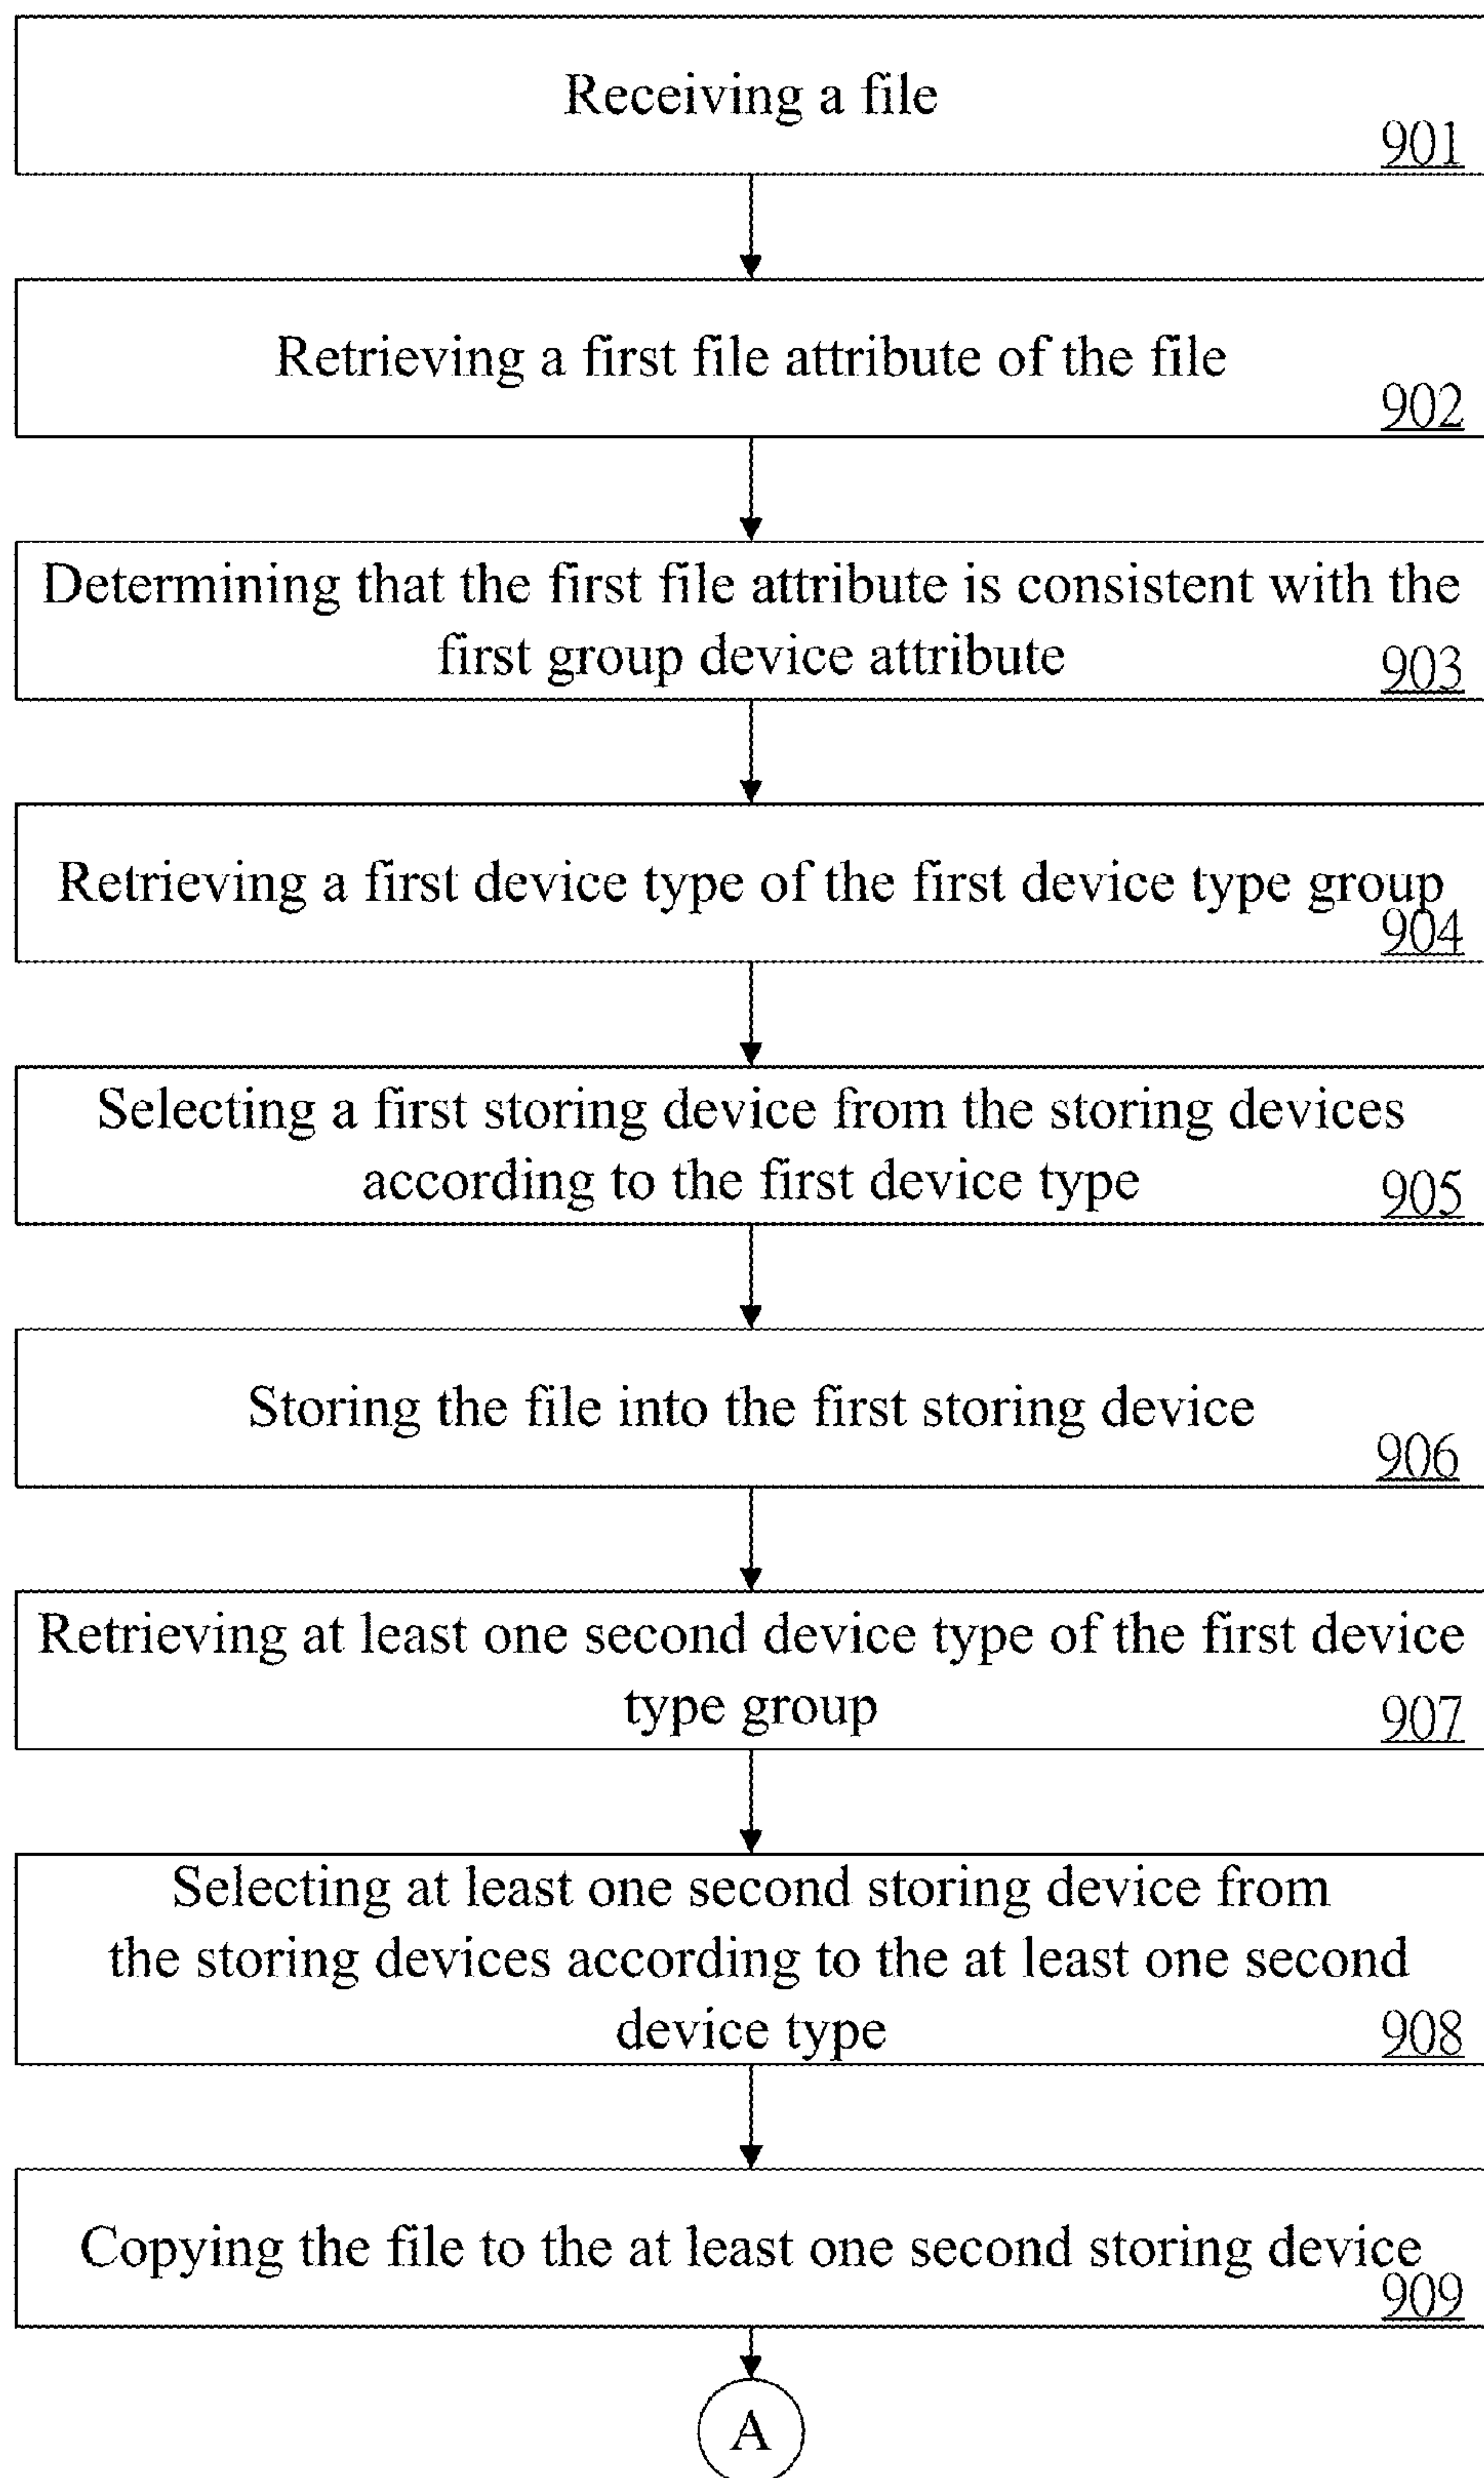 Receiving a file
901
Retrieving a first file attribute of the file
902
Determining that the first file attribute is consistent with the
first group device attribute
903
Retrieving a first device type of the first device type group
904
Selecting a first storing device from the storing devices
according to the first device type
905
Storing the file into the first storing device
906
Retrieving at least one second device type of the first device
type group
907
Selecting at least one second storing device from
the storing devices according to the at least one second
device type
908
Copying the file to the at least one second storing device
909
A